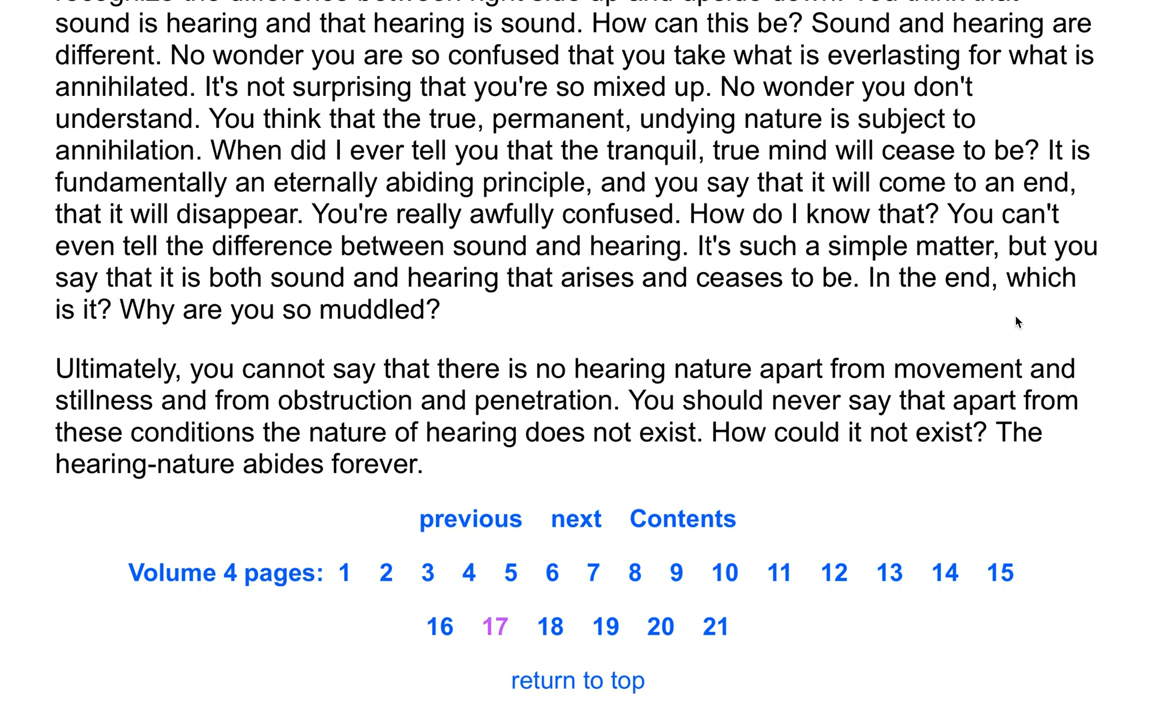 sound is hearing and that hearing is sound. How can this be? Sound and hearing are
different. No wonder you are so confused that you take what is everlasting for what is
annihilated. It's not surprising that you're so mixed up. No wonder you don't
understand. You think that the true, permanent, undying nature is subject to
annihilation. When did I ever tell you that the tranquil, true mind will cease to be? It is
fundamentally an eternally abiding principle, and you say that it will come to an end,
that it will disappear. You're really awfully confused. How do I know that? You can't
even tell the difference between sound and hearing. It's such a simple matter, but you
say that it is both sound and hearing that arises and ceases to be. In the end, which
is it? Why are you so muddled?
Ultimately, you cannot say that there is no hearing nature apart from movement and
stillness and from obstruction and penetration. You should never say that apart from
these conditions the nature of hearing does not exist. How could it not exist? The
hearing-nature abides forever.
previous next Contents
Volume 4 pages: 1 2 3 4 5 6 7 8 9 10 11 12 13 14 15
16 17 18 19 20 21
return to top